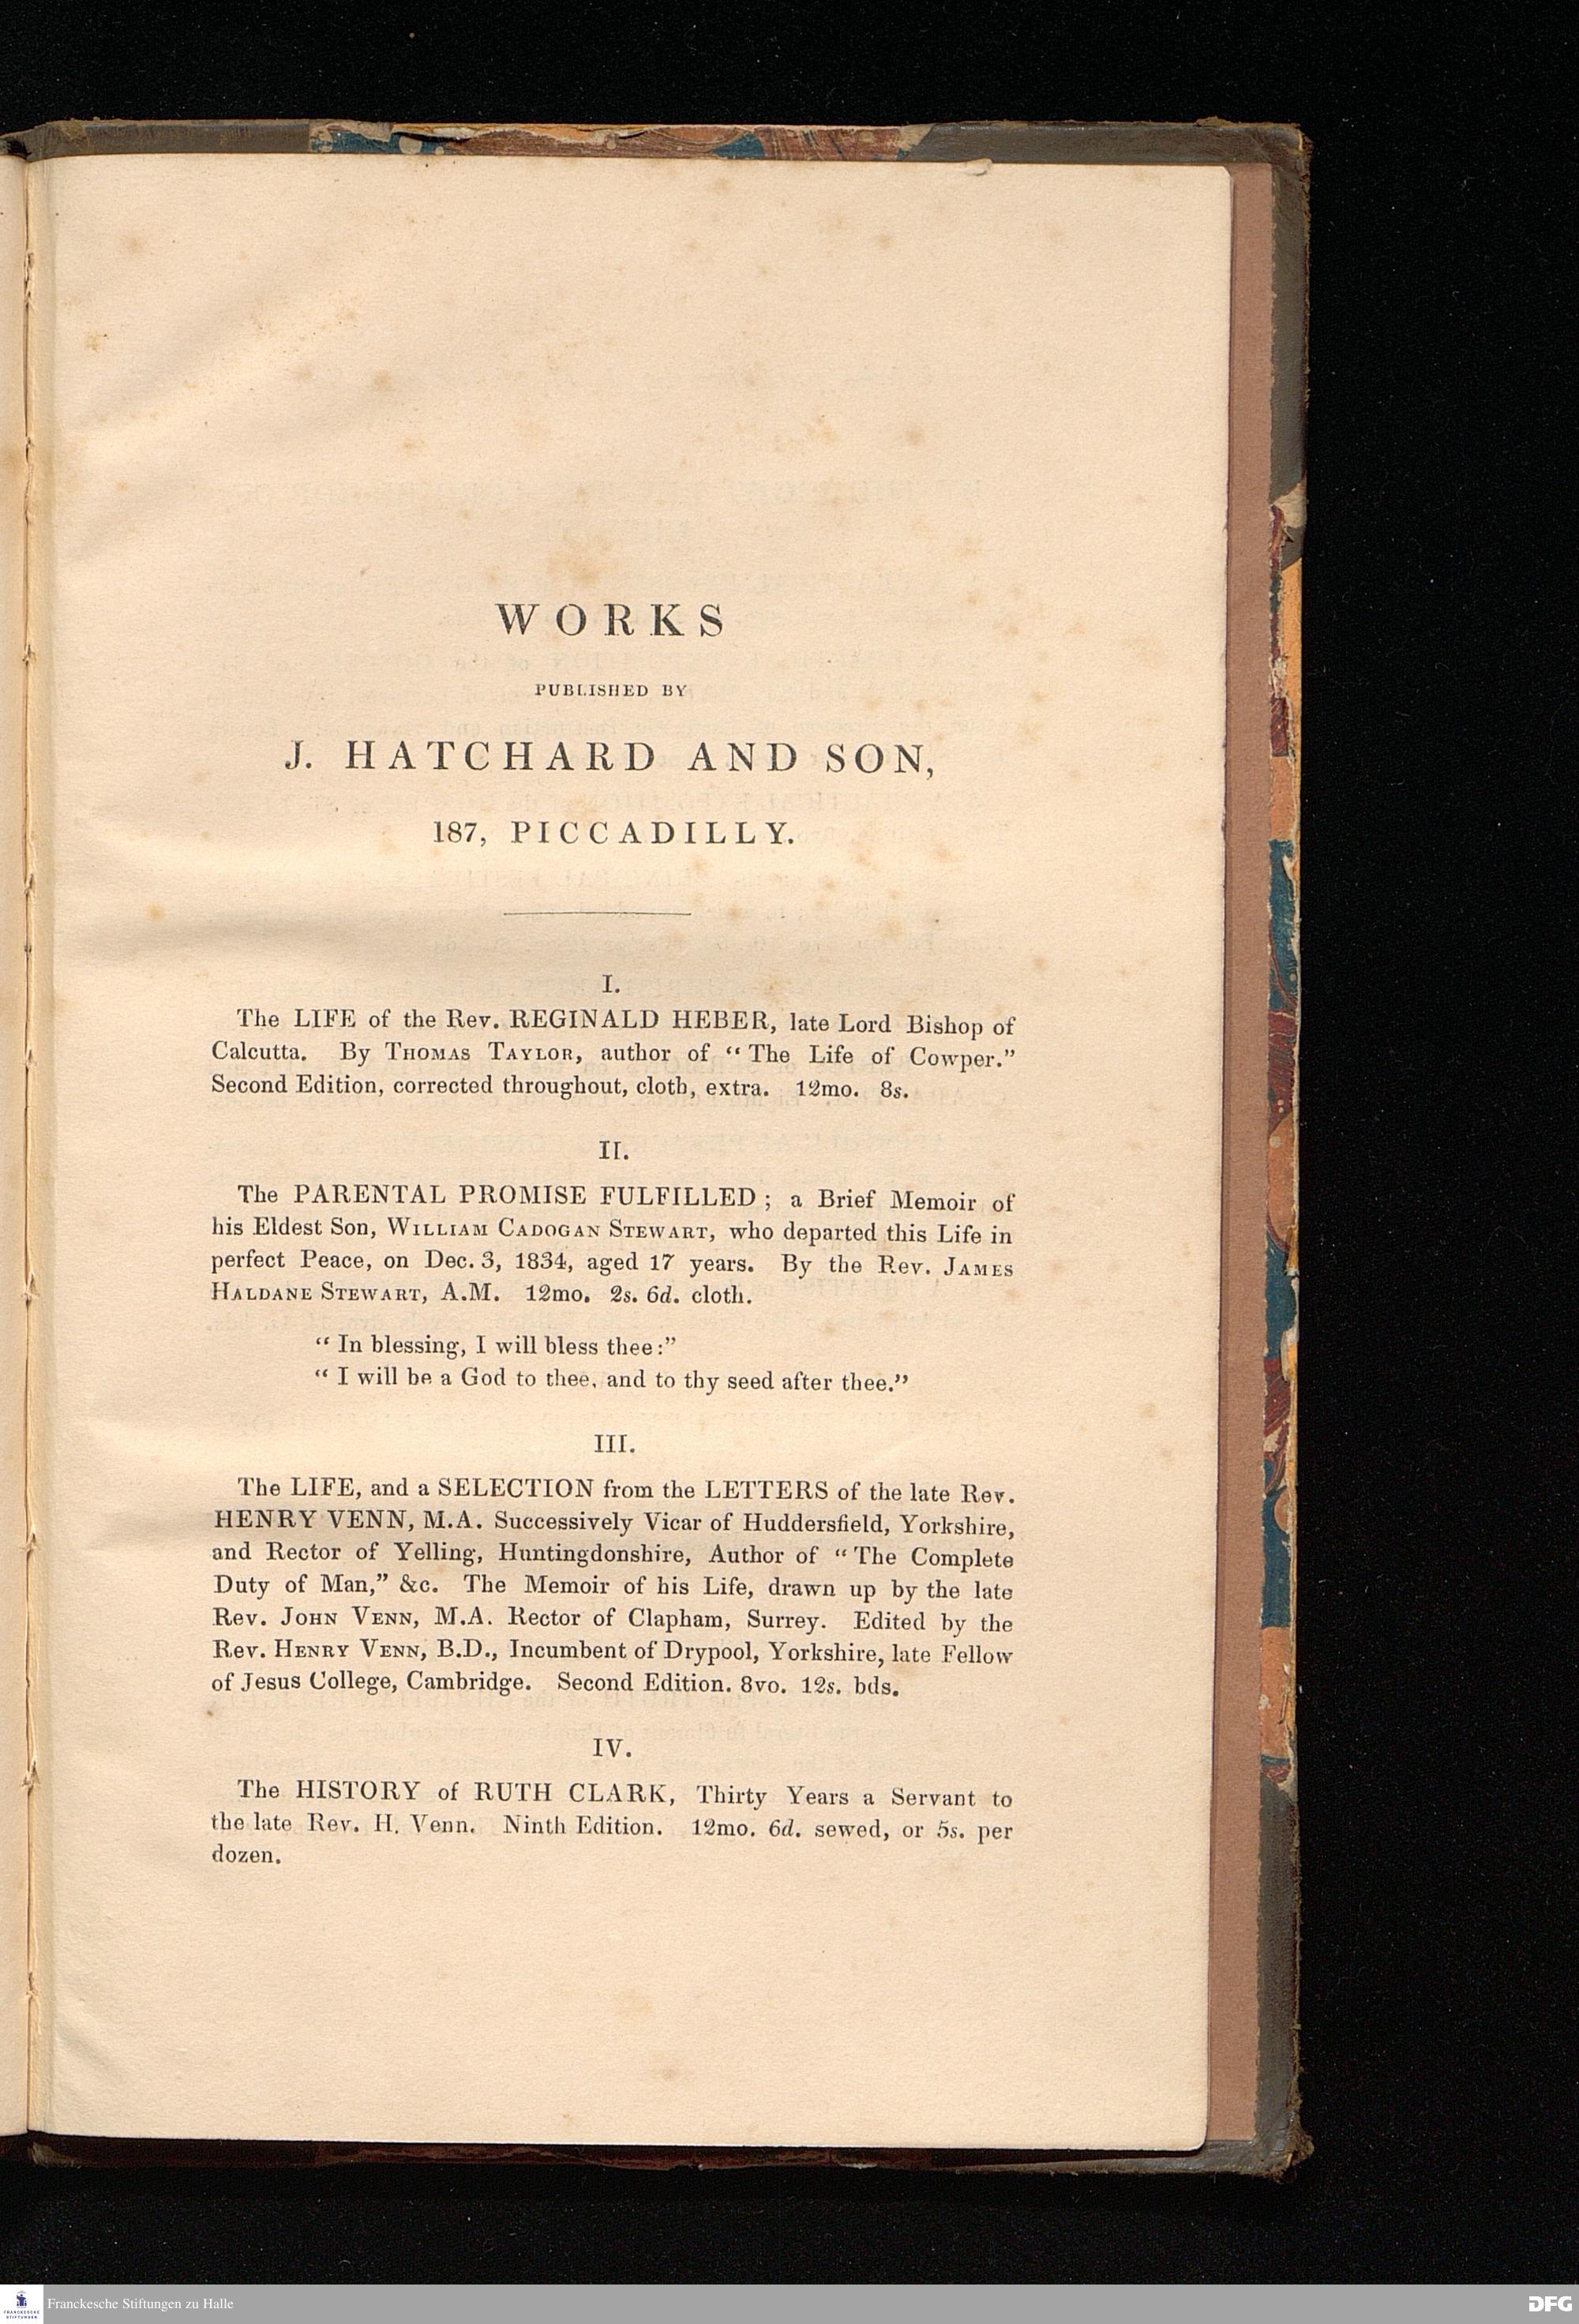 WORKS
PUBLISHED BY
J. HATCHARD AND SON,
187, PICCADILLY.
I.
The LIFE of the Rev. REGINALD HEBER, late Lord Bishop of
Calcutta. By THOMAS TAYLOR, author of “The Life of Cowper.”
Second Edition, corrected throughout, cloth, extra. 12mo. 8s.
II.
The PARENTAL PROMISE FULFILLED; a Brief Memoir of
his Eldest Son, WILLIAM CADOGAN STEWART, who departed this Life in
perfect Peace, on Dec. 3, 1834, aged 17 years. By the Rev. JAMES
HALDANE STEWART, A.M. 12mo. 2s. 6d. cloth.
“In blessing, I will bless thee:”
“I will be a God to thee, and to thy seed after thee.”
III.
The LIFE, and a SELECTION from the LETTERS of the late Rev.
HENRY VENN, M.A. Successively Vicar of Huddersfield, Yorkshire,
and Rector of Yelling, Huntingdonshire, Author of “The Complete
Duty of Man,” &c. The Memoir of his Life, drawn up by the late
Rev. JOHN VENN, M.A. Rector of Clapham, Surrey. Edited by the
Rev. HENRY VENN, B.D., Incumbent of Drypool, Yorkshire, late Fellow
of Jesus College, Cambridge. Second Edition. 8vo. 12s. bds.
IV.
The HISTORY of RUTH CLARK, Thirty Years a Servant to
the late Rev. H. Venn. Ninth Edition. 12mo. 6d. sewed, or 5s. per
dozen.
FRANCKESCHE
STIFTUNGEN
Franckesche Stiftungen zu Halle
DFG